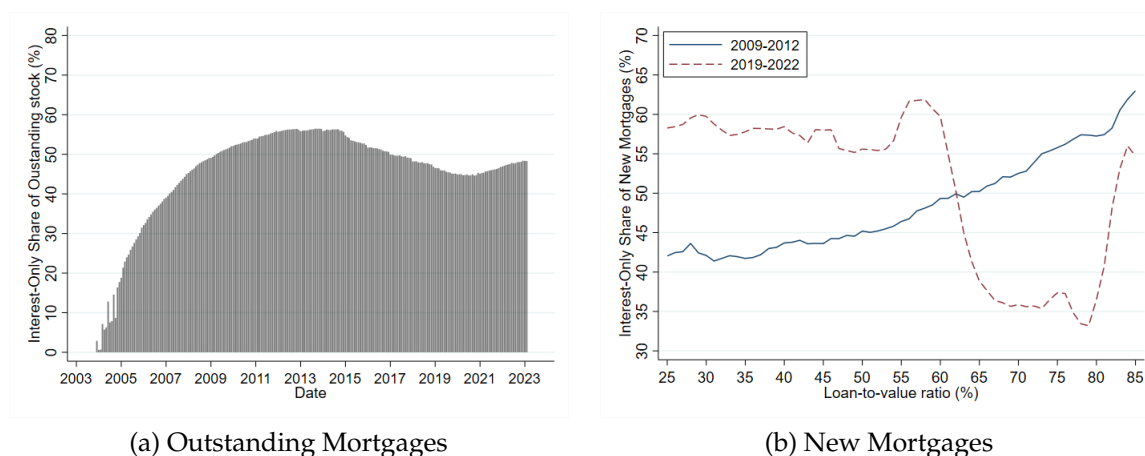 Interest-Only Share of Oustanding stock (%)
80
70
60
50
40
30
20
10
0
2003 2005 2007 2009 2011 2013 2015 2017 2019 2021 2023
Date
(a) Outstanding Mortgages
Interest-Only Share of New Mortgages (%)
70
65
60
55
50
45
40
35
30
2009-2012
2019-2022
25 30 35 40 45 50 55 60 65 70 75 80 85
Loan-to-value ratio (%)
(b) New Mortgages